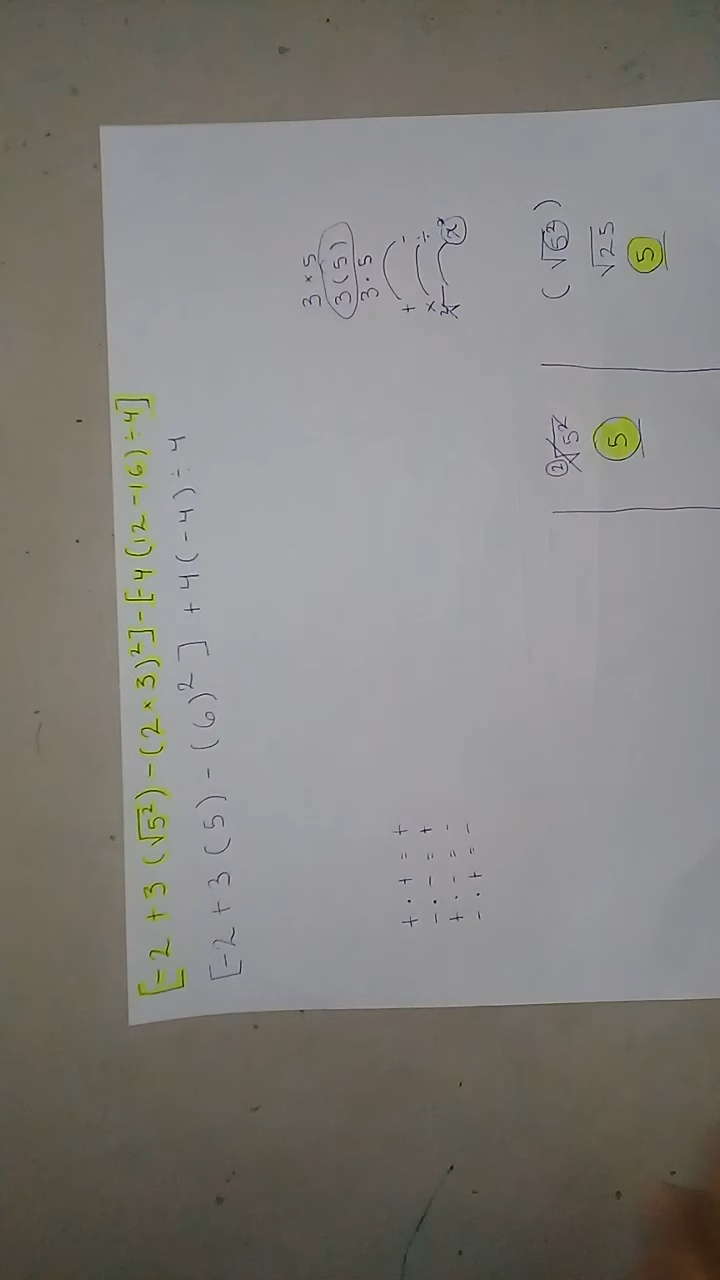 [-2 + 3 (√5²) - (2 × 3)²] - [-4 (12 - 16) ÷ 4]
[-2 + 3 (5) - (6)²] + 4 (-4) ÷ 4
3 × 5
3 (5)
3 · 5
+ -
× ÷
+ · + = +
- · - = +
+ · - = -
- · + = -
²√5²
5
√25
5